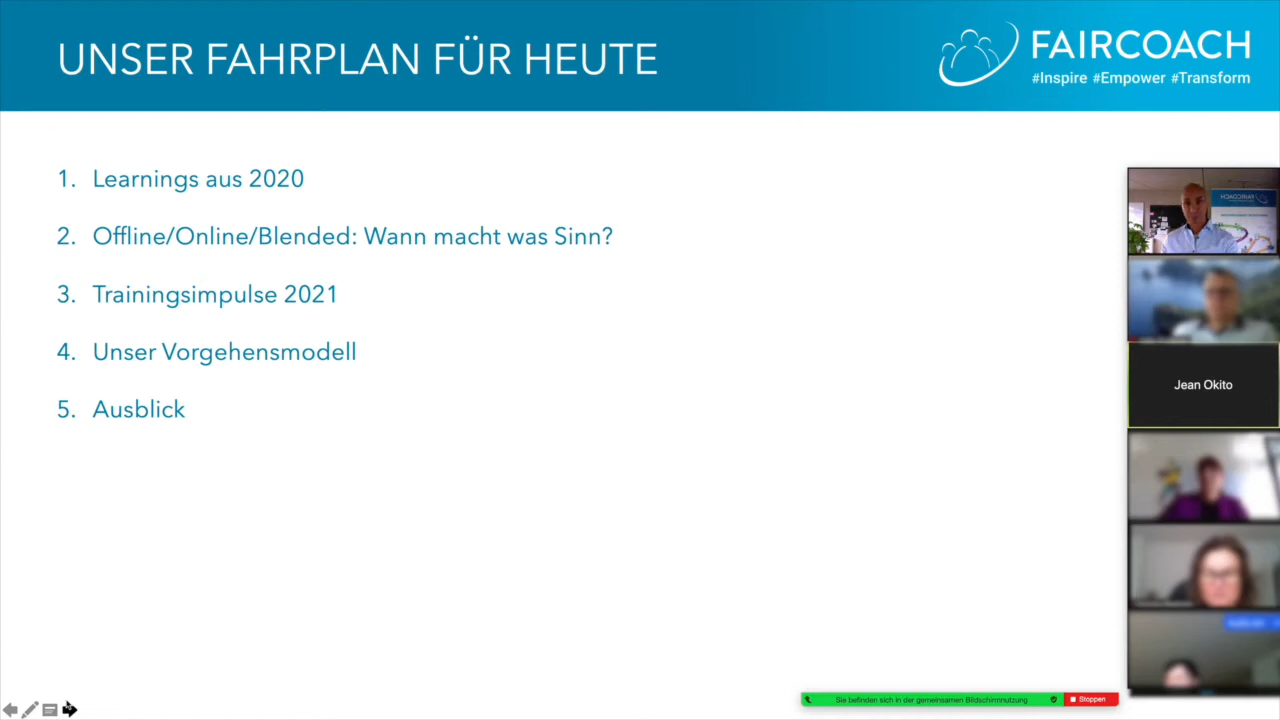 UNSER FAHRPLAN FÜR HEUTE
FAIRCOACH
#Inspire #Empower #Transform
1. Learnings aus 2020
2. Offline/Online/Blended: Wann macht was Sinn?
3. Trainingsimpulse 2021
4. Unser Vorgehensmodell
5. Ausblick
FAIRCOACH
Jean Okito
Sie befinden sich in der gemeinsamen Bildschirmnutzung
Stoppen